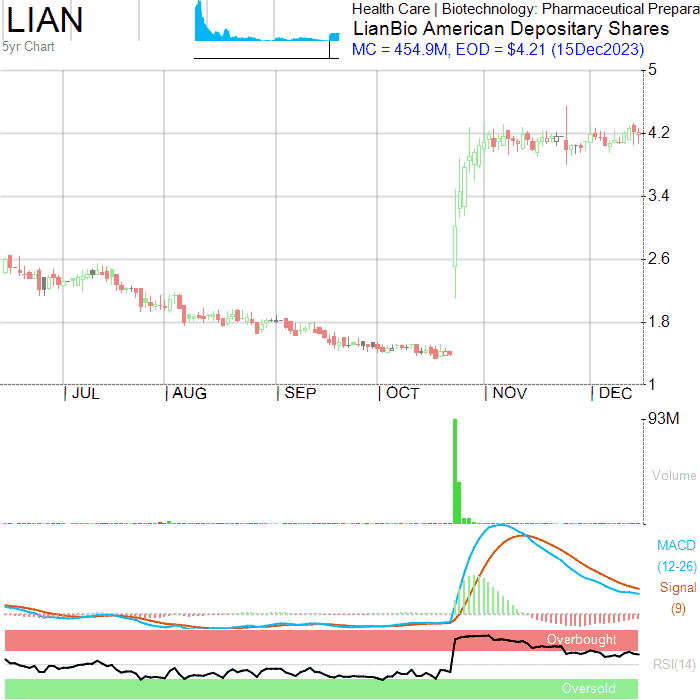 LIAN
5yr Chart
Health Care | Biotechnology: Pharmaceutical Prepara
LianBio American Depositary Shares
MC = 454.9M, EOD = $4.21 (15Dec2023)
5
4.2
3.4
2.6
1.8
1
JUL AUG SEP OCT NOV DEC
93M
Volume
MACD
(12-26)
Signal
(9)
Overbought
RSI(14)
Oversold